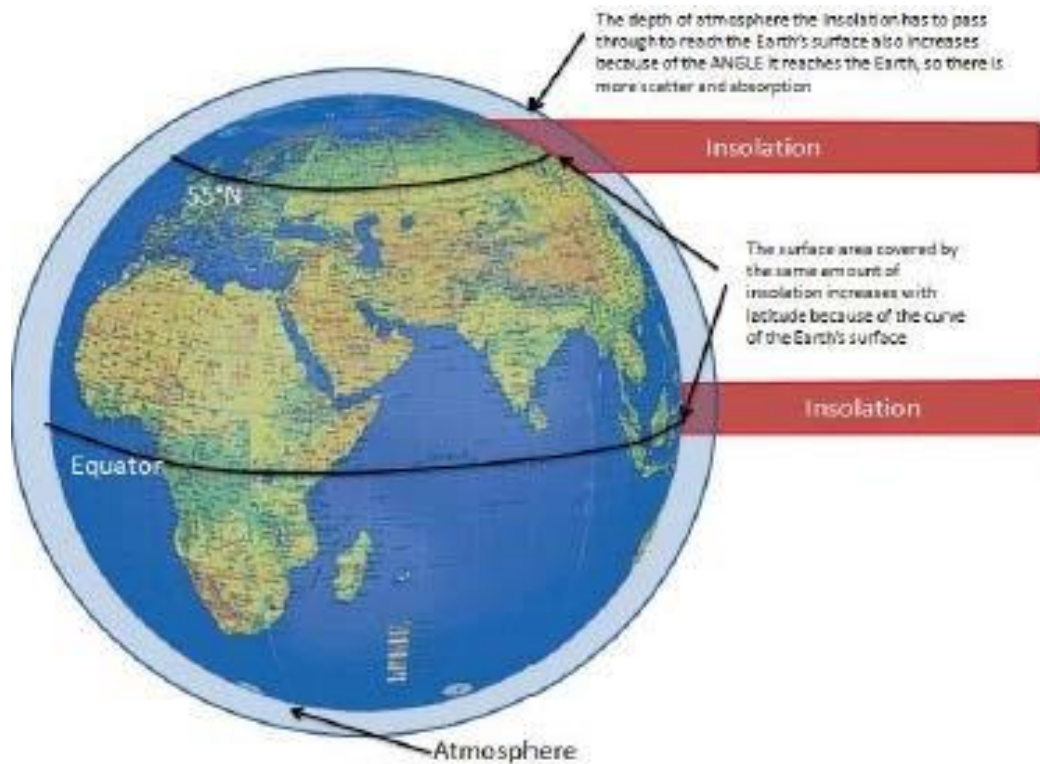 The depth of atmosphere the insolation has to pass
through to reach the Earth's surface also increases
because of the ANGLE it reaches the Earth, so there is
more scatter and absorption
Insolation
55°N
The surface area covered by
the same amount of
insolation increases with
latitude because of the curve
of the Earth's surface
Insolation
Equator
Atmosphere